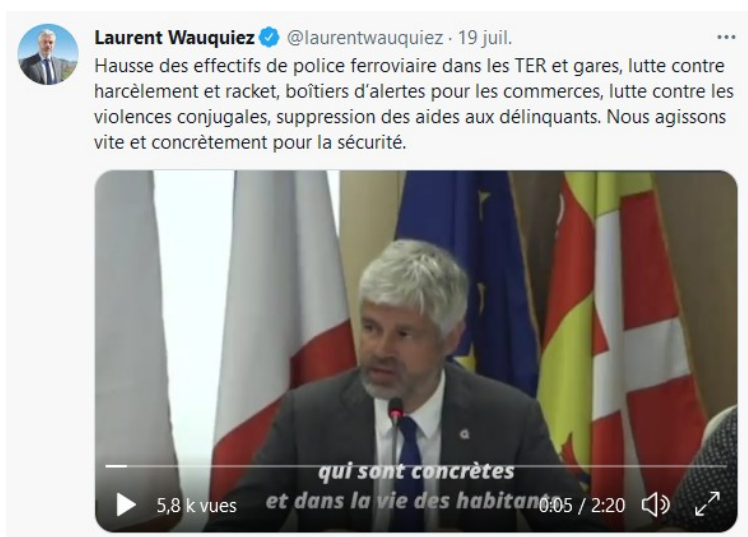 Laurent Wauquiez @laurentwauquiez · 19 juil.
Hausse des effectifs de police ferroviaire dans les TER et gares, lutte contre
harcèlement et racket, boîtiers d'alertes pour les commerces, lutte contre les
violences conjugales, suppression des aides aux délinquants. Nous agissons
vite et concrètement pour la sécurité.
qui sont concrètes
et dans la vie des habitants
5,8 k vues
0:05 / 2:20